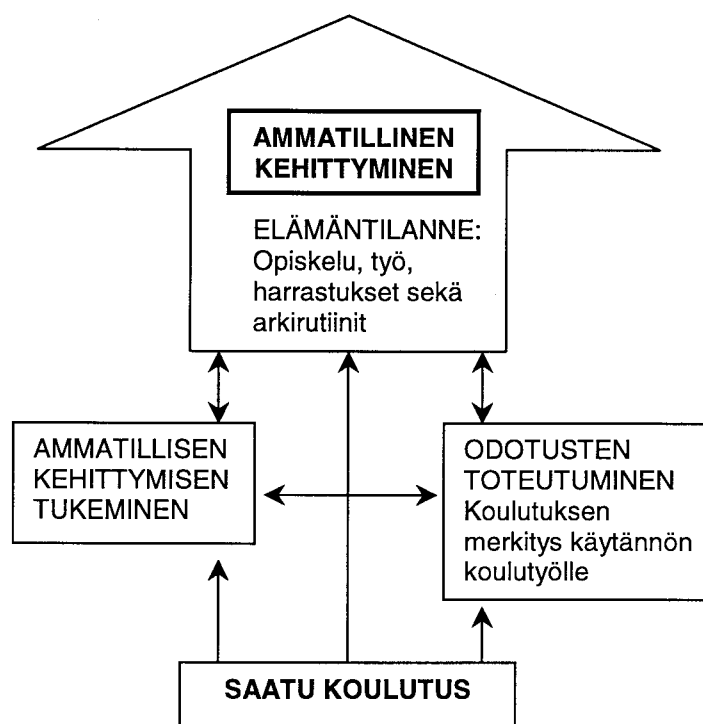 AMMATILLINEN
KEHITTYMINEN
ELÄMÄNTILANNE:
Opiskelu, työ,
harrastukset sekä
arkirutiinit
AMMATILLISEN
KEHITTYMISEN
TUKEMINEN
ODOTUSTEN
TOTEUTUMINEN
Koulutuksen
merkitys käytännön
koulutyölle
SAATU KOULUTUS